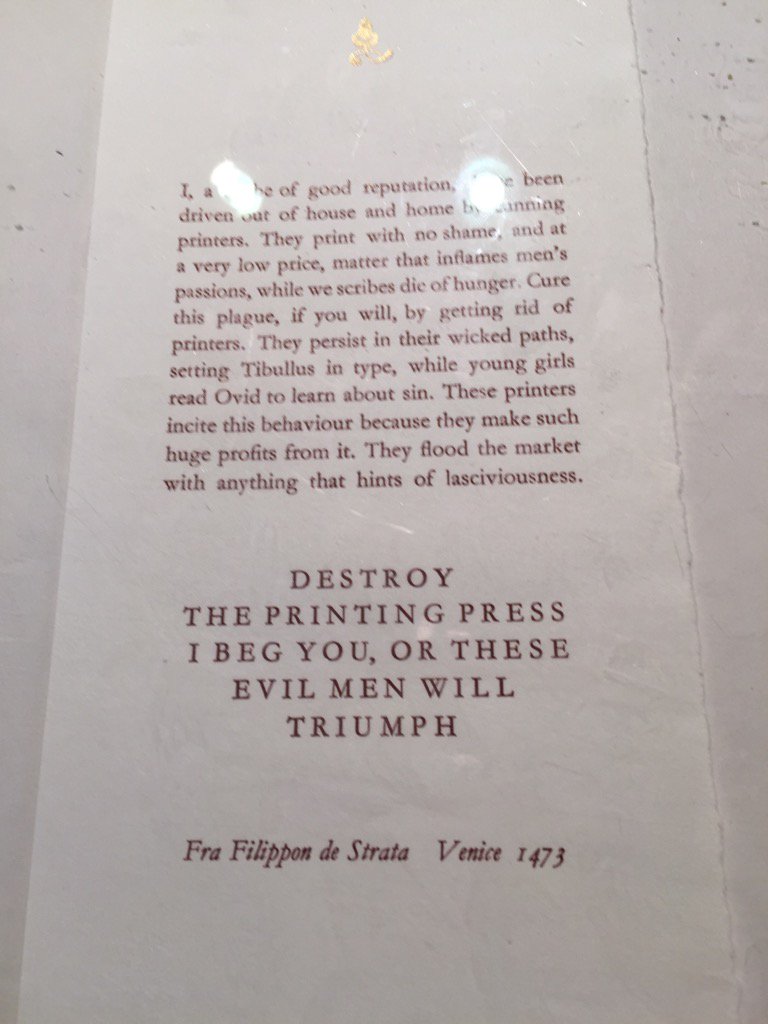 I, a of good reputation, been
driven out of house and home by cunning
printers. They print with no shame, and at
a very low price, matter that inflames men's
passions, while we scribes die of hunger. Cure
this plague, if you will, by getting rid of
printers. They persist in their wicked paths,
setting Tibullus in type, while young girls
read Ovid to learn about sin. These printers
incite this behaviour because they make such
huge profits from it. They flood the market
with anything that hints of lasciviousness.
DESTROY
THE PRINTING PRESS
I BEG YOU, OR THESE
EVIL MEN WILL
TRIUMPH
Fra Filippon de Strata Venice 1473